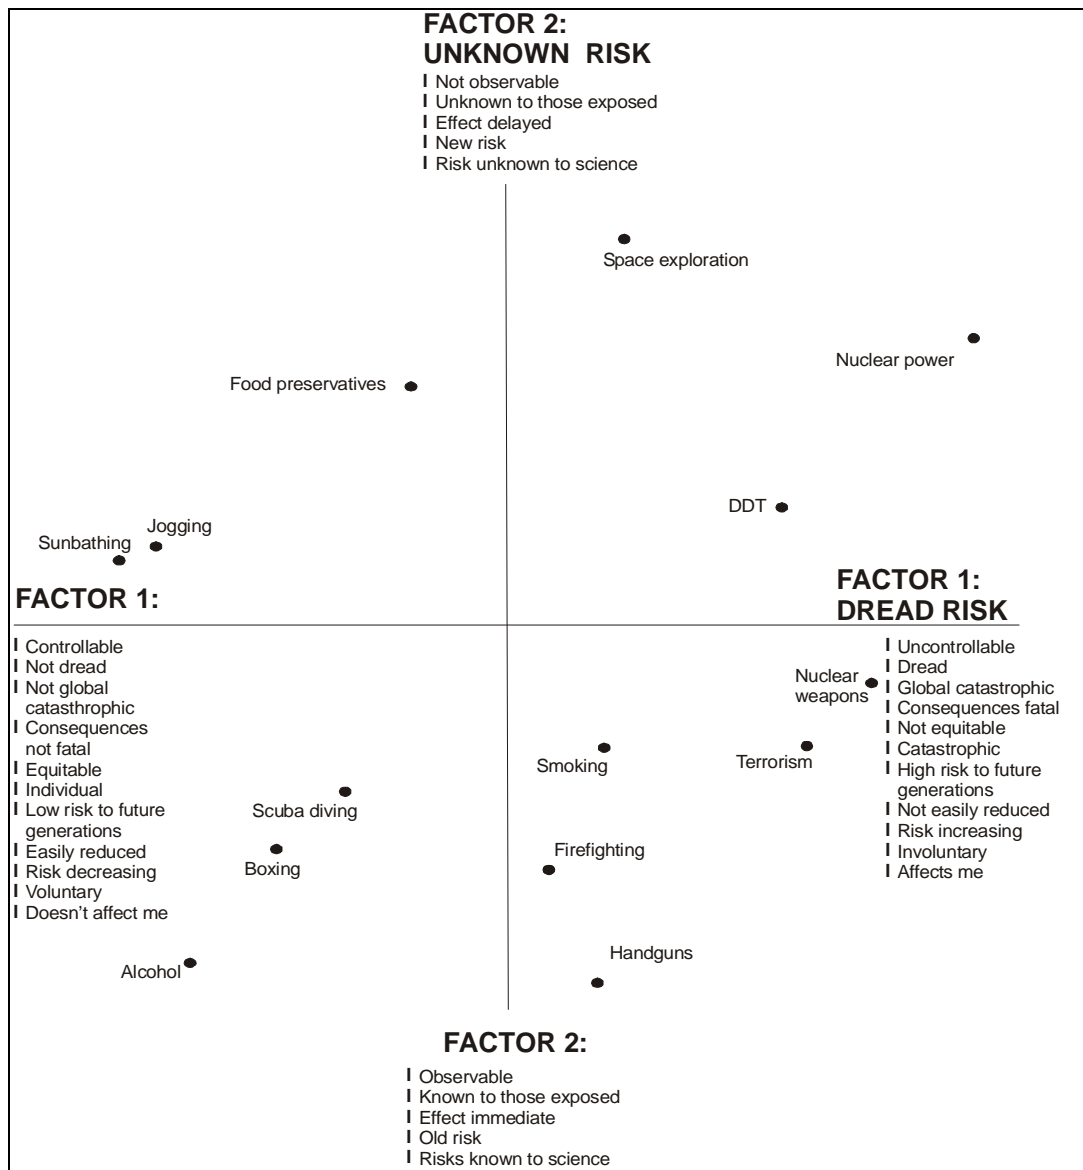 FACTOR 2:
UNKNOWN RISK
Not observable
Unknown to those exposed
Effect delayed
New risk
Risk unknown to science
Space exploration
Nuclear power
Food preservatives
DDT
Jogging
Sunbathing
FACTOR 1:
Controllable
Not dread
Not global
catasthrophic
Consequences
not fatal
Equitable
Individual
Low risk to future
generations
Easily reduced
Risk decreasing
Voluntary
Doesn't affect me
FACTOR 1:
DREAD RISK
Uncontrollable
Dread
Global catastrophic
Consequences fatal
Not equitable
Catastrophic
High risk to future
generations
Not easily reduced
Risk increasing
Involuntary
Affects me
Nuclear
weapons
Smoking
Terrorism
Scuba diving
Boxing
Firefighting
Alcohol
Handguns
FACTOR 2:
Observable
Known to those exposed
Effect immediate
Old risk
Risks known to science